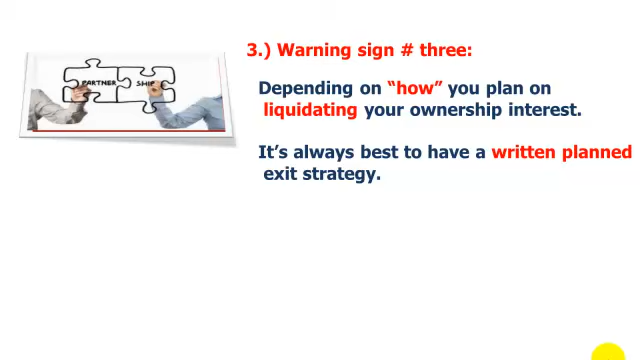 3.) Warning sign # three:
PARTNER SHIP
Depending on “how” you plan on
liquidating your ownership interest.
It’s always best to have a written planned
exit strategy.